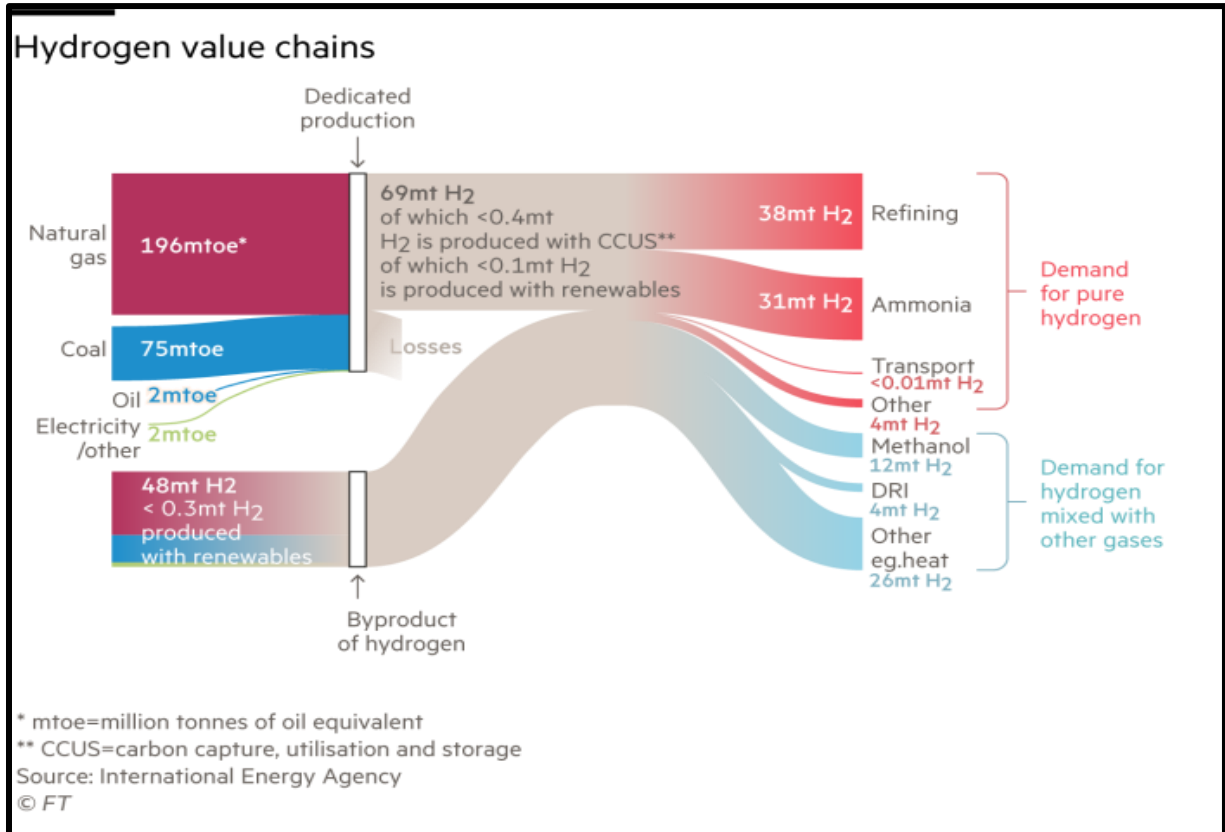 Hydrogen value chains
Dedicated
production
Natural
gas
196mtoe*
69mt H2
of which <0.4mt
H2 is produced with CCUS**
of which <0.1mt H2
is produced with renewables
38mt H2
Refining
Coal
75mtoe
Losses
31mt H2
Ammonia
Demand
for pure
hydrogen
Oil
2mtoe
Electricity
/other
2mtoe
Transport
<0.01mt H2
Other
4mt H2
48mt H2
< 0.3mt H2
produced
with renewables
Methanol
12mt H2
DRI
4mt H2
Other
eg.heat
26mt H2
Demand for
hydrogen
mixed with
other gases
Byproduct
of hydrogen
* mtoe=million tonnes of oil equivalent
** CCUS=carbon capture, utilisation and storage
Source: International Energy Agency
© FT